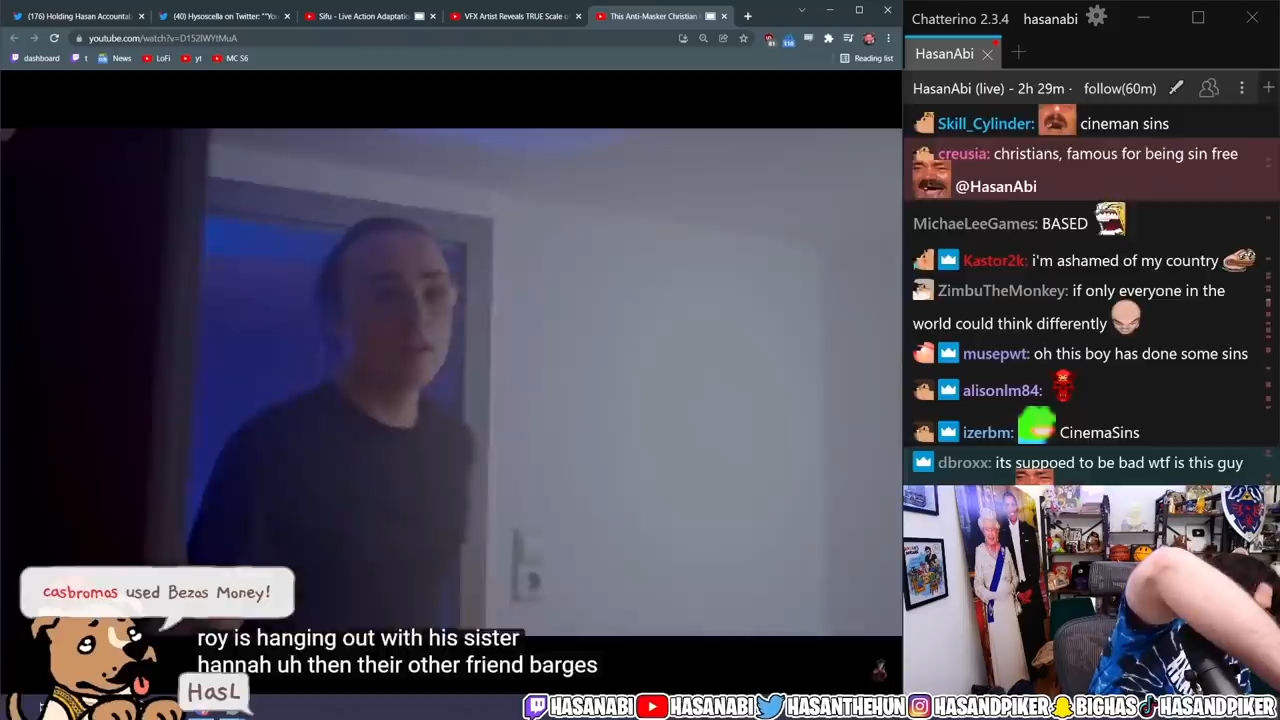 (176) Holding Hasan Accountab
(40) Hysoscella on Twitter: "Yo
Sifu - Live Action Adaptatio
VFX Artist Reveals TRUE Scale o
This Anti-Masker Christian
youtube.com/watch?v=D152IWYtMuA
dashboard
t
News
LoFi
yt
MC S6
Reading list
Chatterino 2.3.4
hasanabi
HasanAbi
HasanAbi (live) - 2h 29m ·
follow(60m)
Skill_Cylinder: cineman sins
creusia: christians, famous for being sin free
@HasanAbi
MichaeLeeGames: BASED
Kastor2k: i'm ashamed of my country
ZimbuTheMonkey: if only everyone in the
world could think differently
musepwt: oh this boy has done some sins
alisonlm84:
izerbm: CinemaSins
dbroxx: its suppoed to be bad wtf is this guy
casbromas used Bezos Money!
roy is hanging out with his sister
hannah uh then their other friend barges
HasL
HASANABI HASANABI HASANTHEHUN HASANDPIKER BIGHAS HASANDPIKER